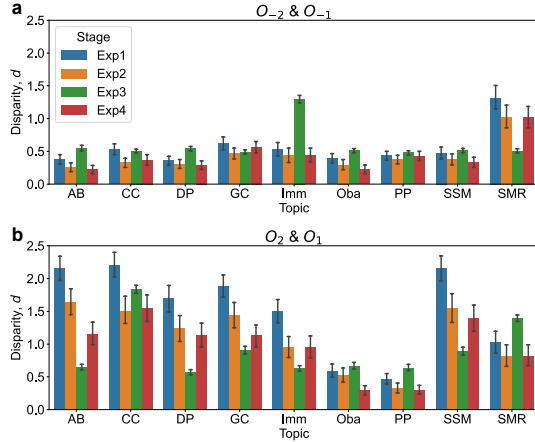 a
O₋₂ & O₋₁
Disparity, d
2.5
2.0
1.5
1.0
0.5
0.0
Stage
Exp1
Exp2
Exp3
Exp4
AB CC DP GC Imm Oba PP SSM SMR
Topic
b
O₂ & O₁
Disparity, d
2.5
2.0
1.5
1.0
0.5
0.0
AB CC DP GC Imm Oba PP SSM SMR
Topic